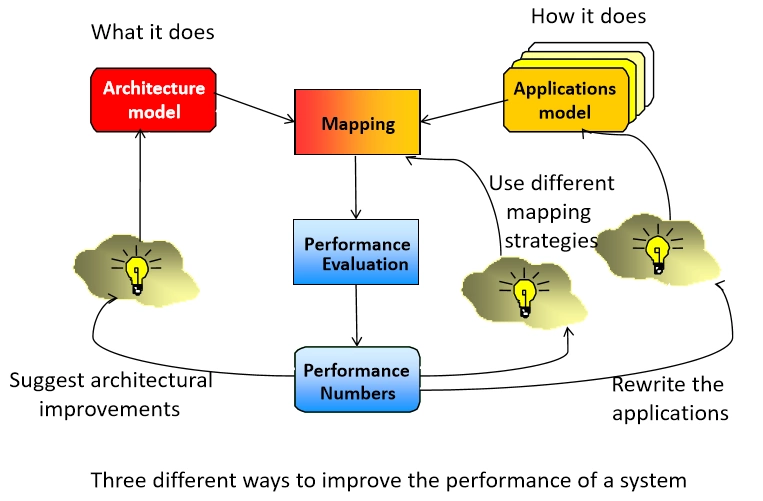 What it does
How it does
Architecture
model
Mapping
Applications
model
Use different
mapping
strategies
Performance
Evaluation
Performance
Numbers
Suggest architectural
improvements
Rewrite the
applications
Three different ways to improve the performance of a system